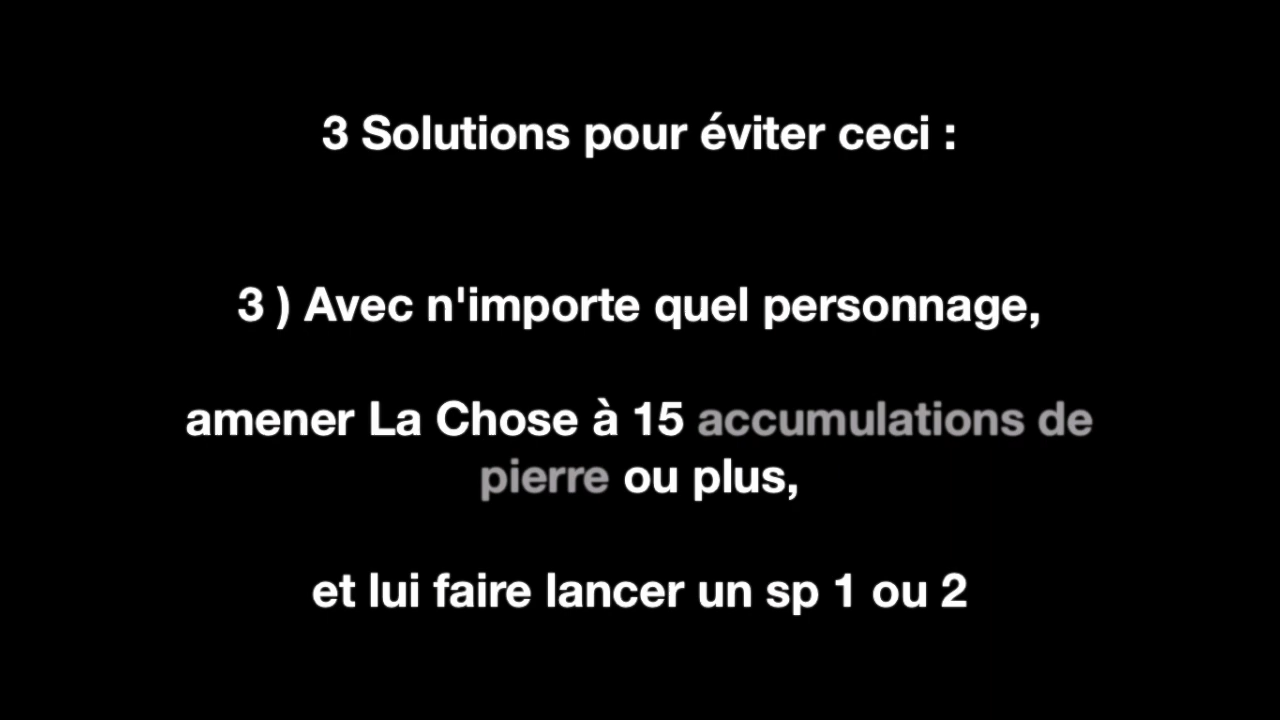 3 Solutions pour éviter ceci :
3 ) Avec n'importe quel personnage,
amener La Chose à 15 accumulations de
pierre ou plus,
et lui faire lancer un sp 1 ou 2